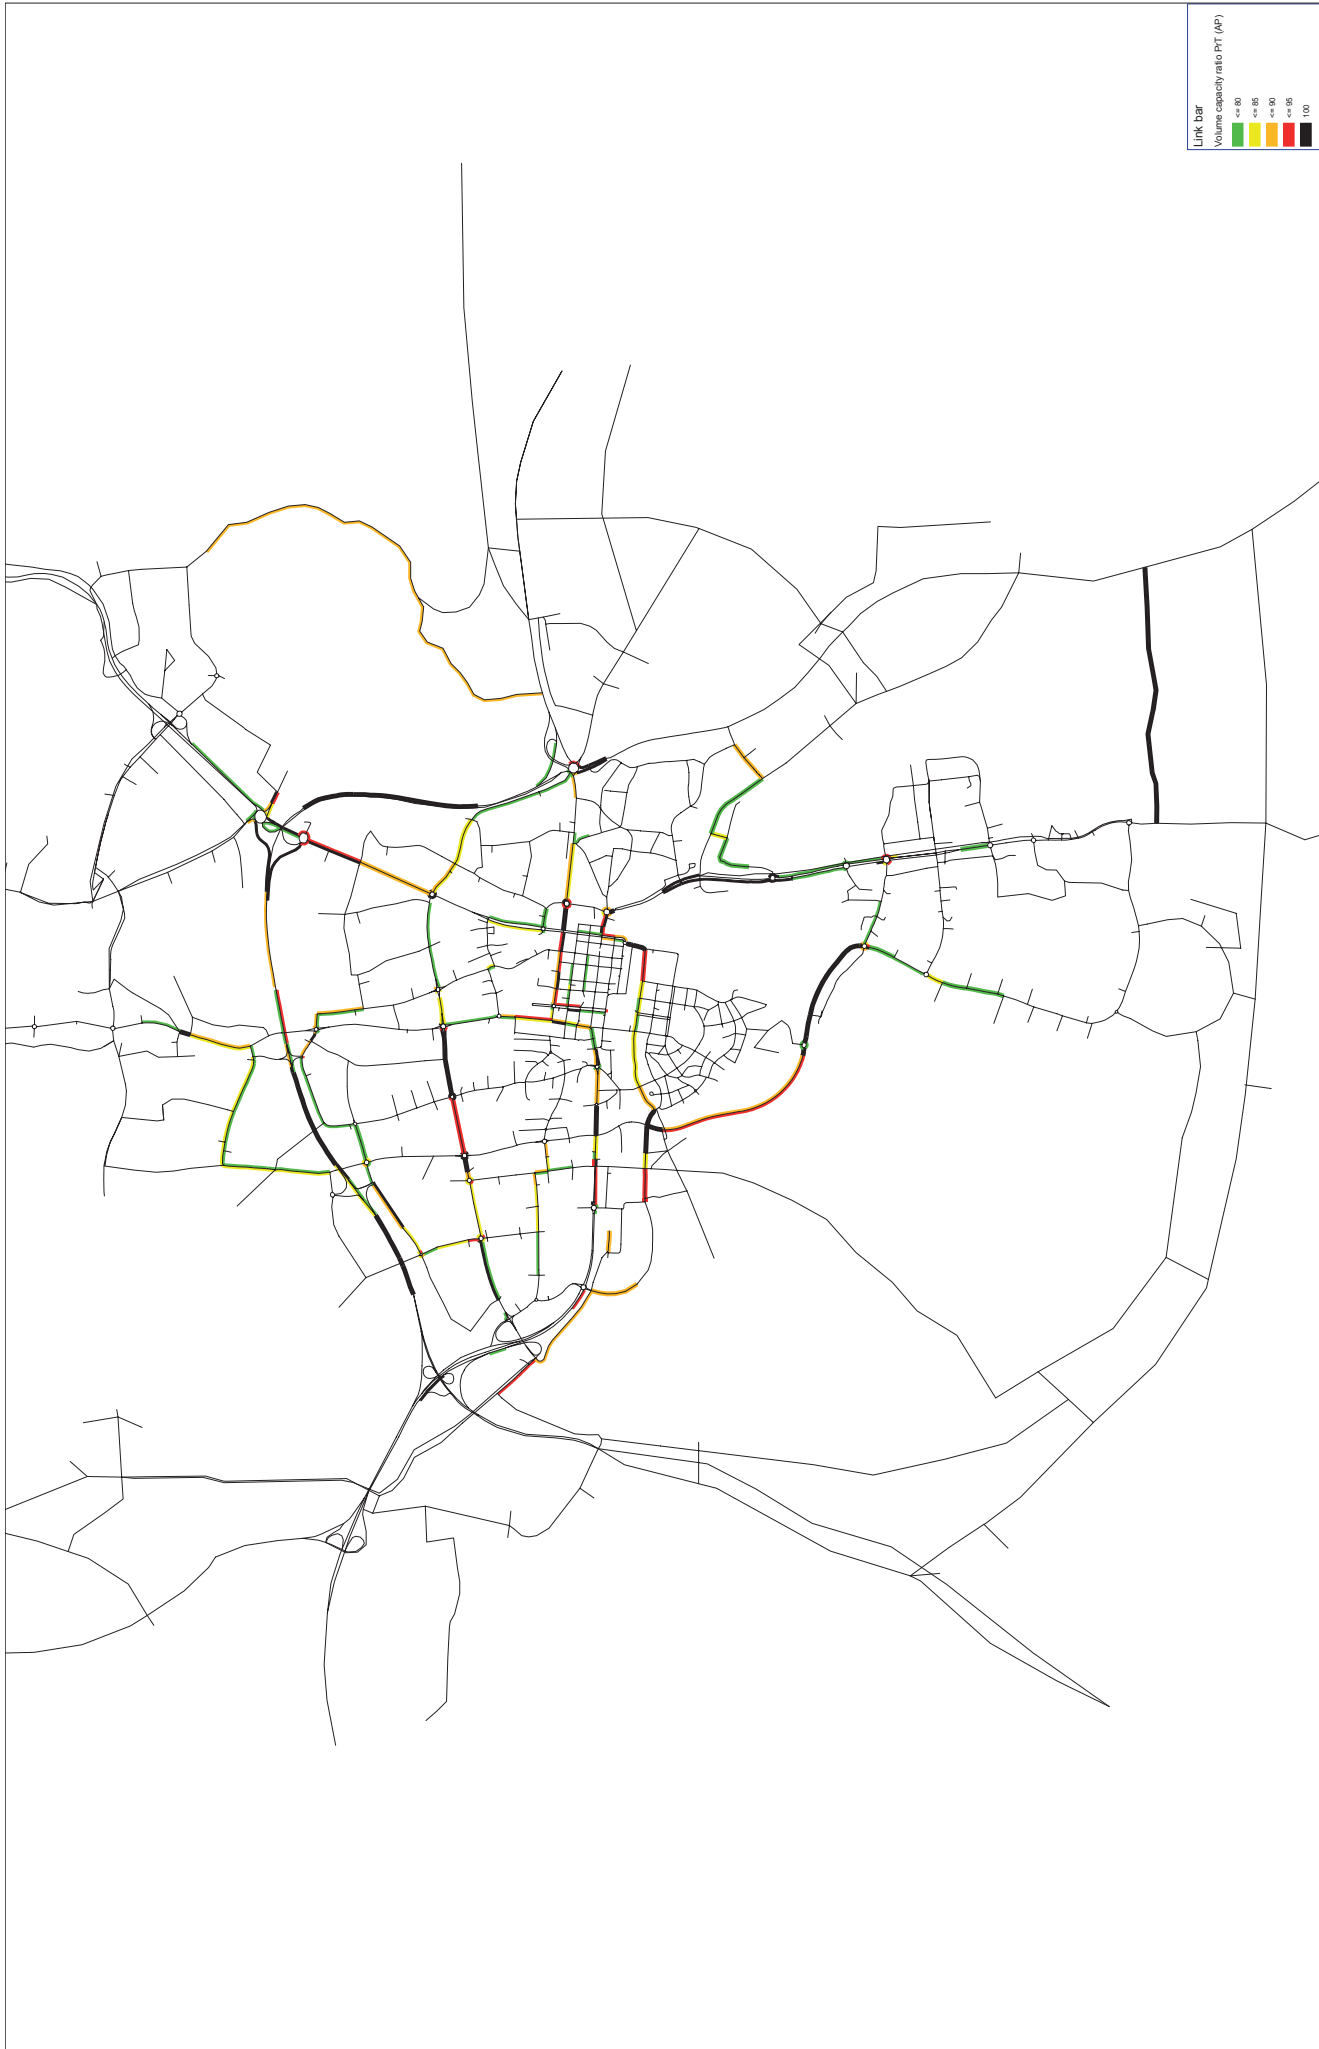 Link bar
Volume capacity ratio PrT (AP)
<= 80
<= 85
<= 90
<= 95
100